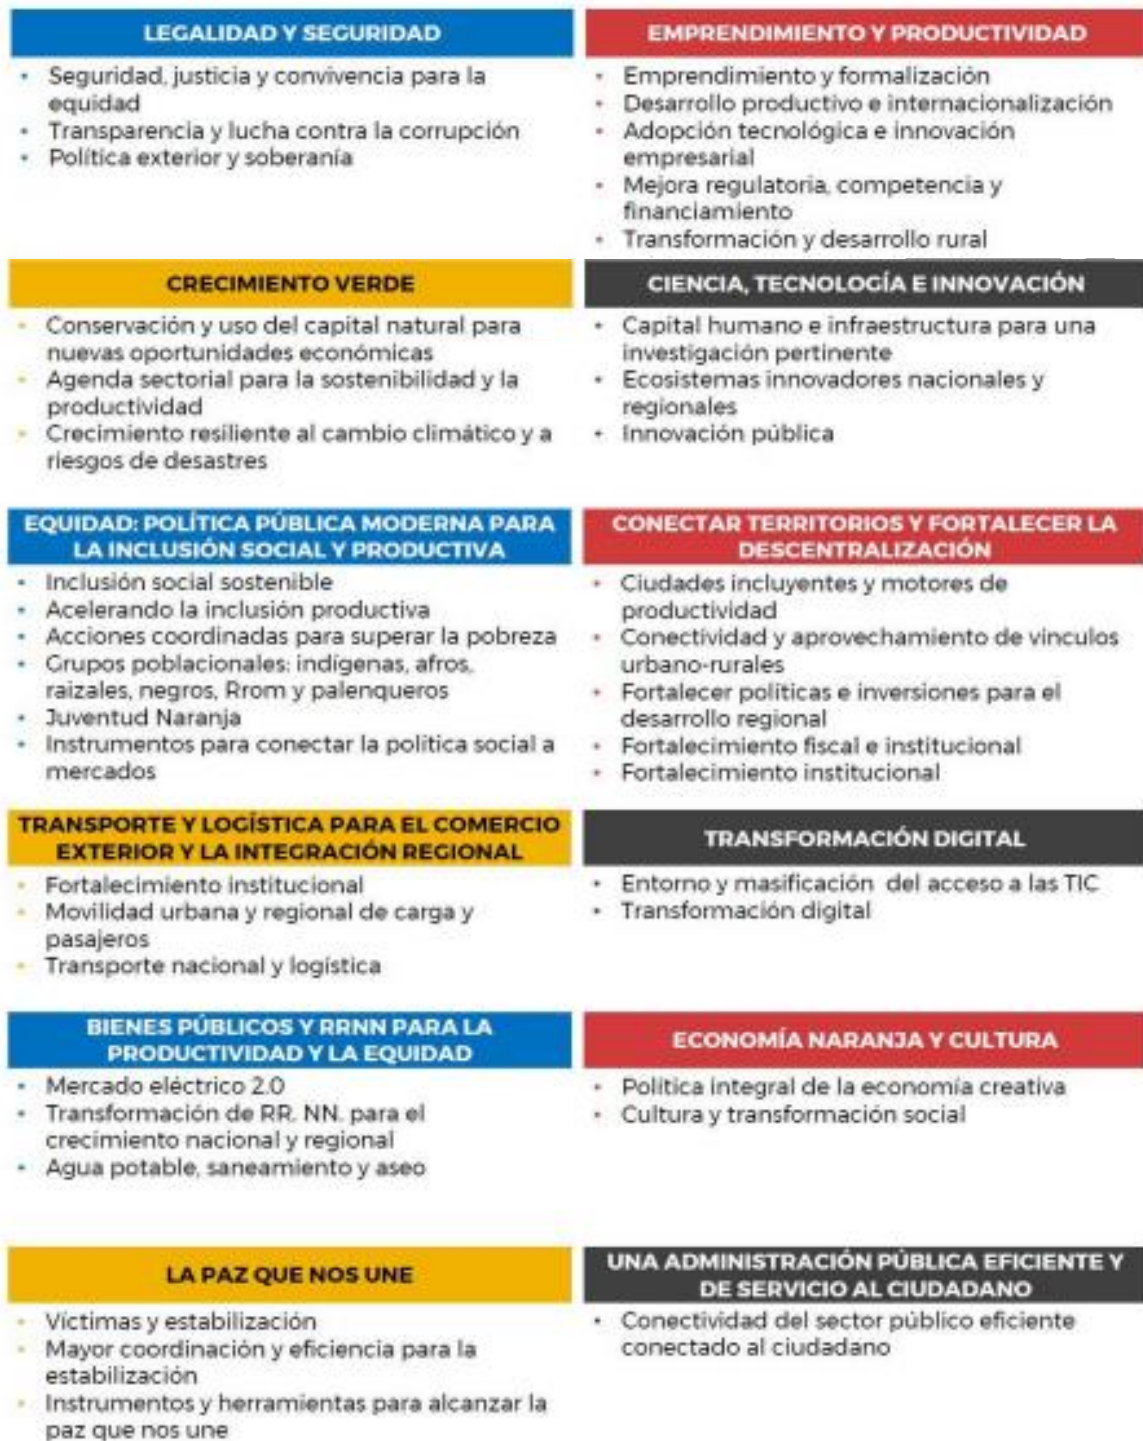 LEGALIDAD Y SEGURIDAD
• Seguridad, justicia y convivencia para la
equidad
• Transparencia y lucha contra la corrupción
• Política exterior y soberanía
EMPRENDIMIENTO Y PRODUCTIVIDAD
• Emprendimiento y formalización
• Desarrollo productivo e internacionalización
• Adopción tecnológica e innovación
empresarial
• Mejora regulatoria, competencia y
financiamiento
• Transformación y desarrollo rural
CRECIMIENTO VERDE
• Conservación y uso del capital natural para
nuevas oportunidades económicas
• Agenda sectorial para la sostenibilidad y la
productividad
• Crecimiento resiliente al cambio climático y a
riesgos de desastres
CIENCIA, TECNOLOGÍA E INNOVACIÓN
• Capital humano e infraestructura para una
investigación pertinente
• Ecosistemas innovadores nacionales y
regionales
• Innovación pública
EQUIDAD: POLÍTICA PÚBLICA MODERNA PARA
LA INCLUSIÓN SOCIAL Y PRODUCTIVA
• Inclusión social sostenible
• Acelerando la inclusión productiva
• Acciones coordinadas para superar la pobreza
• Grupos poblacionales: indígenas, afros,
raizales, negros, Rrom y palenqueros
• Juventud Naranja
• Instrumentos para conectar la política social a
mercados
CONECTAR TERRITORIOS Y FORTALECER LA
DESCENTRALIZACIÓN
• Ciudades incluyentes y motores de
productividad
• Conectividad y aprovechamiento de vínculos
urbano-rurales
• Fortalecer políticas e inversiones para el
desarrollo regional
• Fortalecimiento fiscal e institucional
• Fortalecimiento institucional
TRANSPORTE Y LOGÍSTICA PARA EL COMERCIO
EXTERIOR Y LA INTEGRACIÓN REGIONAL
• Fortalecimiento institucional
• Movilidad urbana y regional de carga y
pasajeros
• Transporte nacional y logística
TRANSFORMACIÓN DIGITAL
• Entorno y masificación del acceso a las TIC
• Transformación digital
BIENES PÚBLICOS Y RRNN PARA LA
PRODUCTIVIDAD Y LA EQUIDAD
• Mercado eléctrico 2.0
• Transformación de RR. NN. para el
crecimiento nacional y regional
• Agua potable, saneamiento y aseo
ECONOMÍA NARANJA Y CULTURA
• Política integral de la economía creativa
• Cultura y transformación social
LA PAZ QUE NOS UNE
• Víctimas y estabilización
• Mayor coordinación y eficiencia para la
estabilización
• Instrumentos y herramientas para alcanzar la
paz que nos une
UNA ADMINISTRACIÓN PÚBLICA EFICIENTE Y
DE SERVICIO AL CIUDADANO
• Conectividad del sector público eficiente
conectado al ciudadano